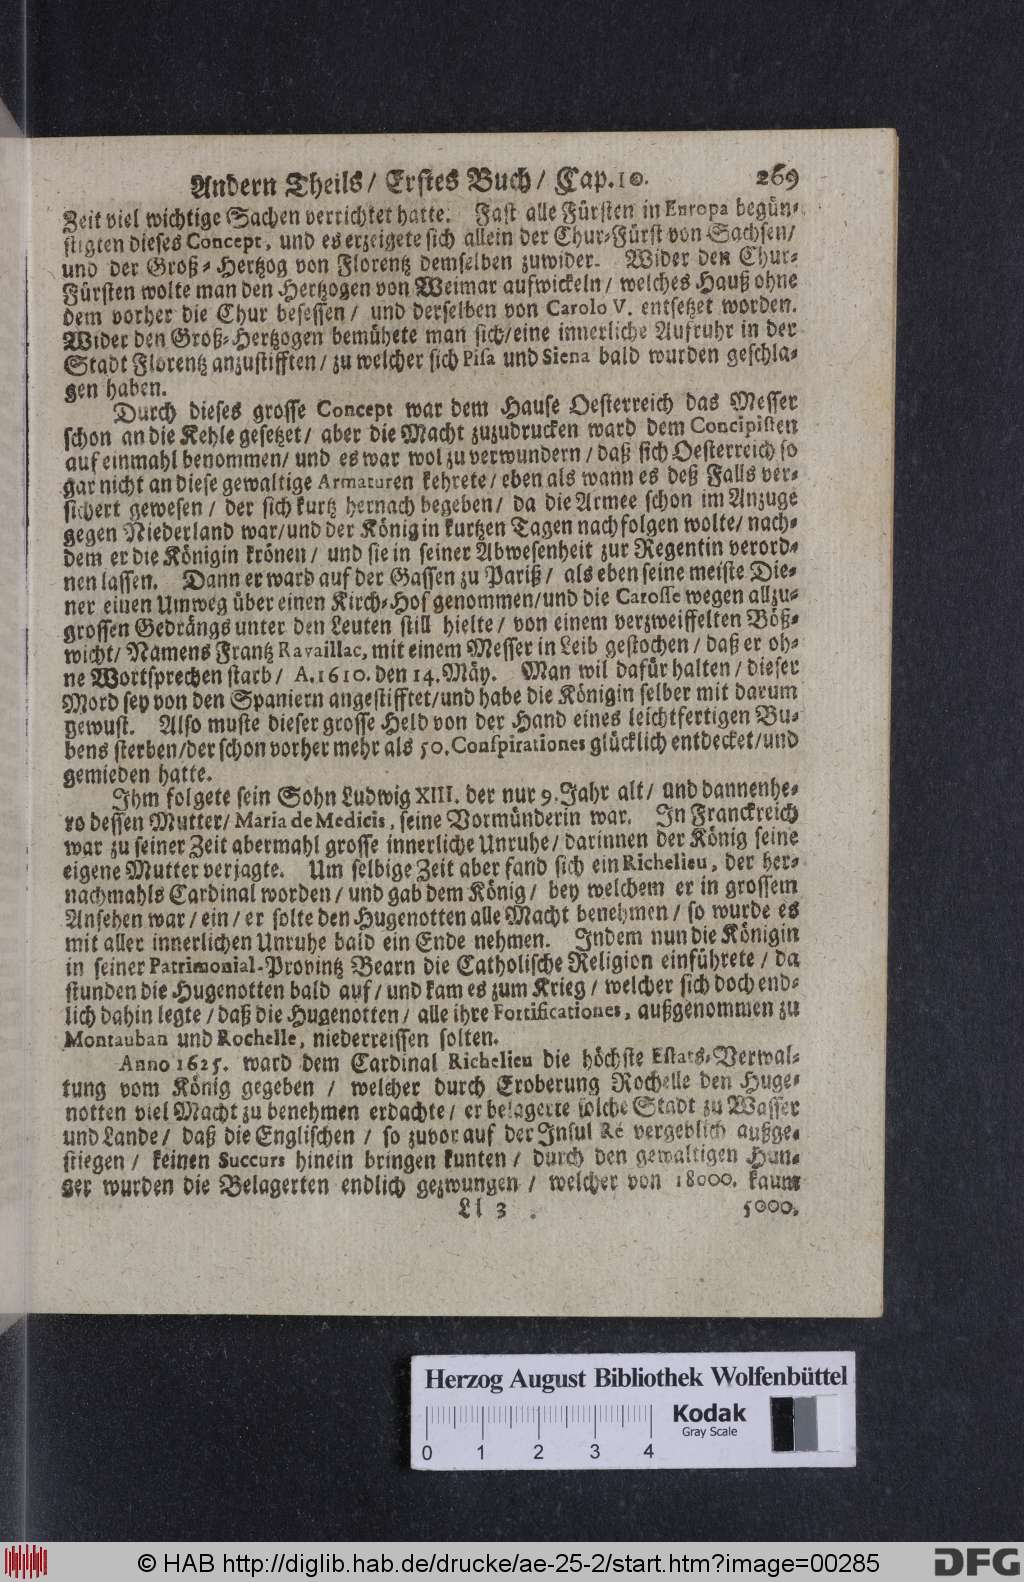 Andern Theils/ Erstes Buch/ Cap.10. 269
Zeit viel wichtige Sachen verrichtet hatte. Fast alle Fürsten in Europa begün-
stigten dieses Concept, und es erzeigete sich allein der Chur-Fürst von Sachsen/
und der Groß-Hertzog von Florentz demselben zuwider. Wider den Chur-
Fürsten wolte man den Hertzogen von Weimar aufwickeln/ welches Hauß ohne
dem vorher die Chur besessen/ und derselben von Carolo V. entsetzet worden.
Wider den Groß-Hertzogen bemühete man sich/eine innerliche Aufruhr in der
Stadt Florentz anzustifften/ zu welcher sich Pisa und Siena bald wurden geschla-
gen haben.
Durch dieses grosse Concept war dem Hause Oesterreich das Messer
schon an die Kehle gesetzet/ aber die Macht zuzudrucken ward dem Concipisten
auf einmahl benommen/ und es war wol zu verwundern/ daß sich Oesterreich so
gar nicht an diese gewaltige Armaturen kehrete/ eben als wann es deß Falls ver-
sichert gewesen/ der sich kurtz hernach begeben/ da die Armee schon im Anzuge
gegen Niederland war/und der König in kurtzen Tagen nachfolgen wolte/ nach-
dem er die Königin krönen/ und sie in seiner Abwesenheit zur Regentin verord-
nen lassen. Dann er ward auf der Gassen zu Pariß/ als eben seine meiste Die-
ner einen Umweg über einen Kirch-Hof genommen/und die Carosse wegen allzu-
grossen Gedrängs unter den Leuten still hielte/ von einem verzweiffelten Böß-
wicht/ Namens Frantz Ravaillac, mit einem Messer in Leib gestochen/ daß er oh-
ne Wortsprechen starb/ A.1610. den 14. Mäy. Man wil dafür halten/ dieser
Mord sey von den Spaniern angestifftet/und habe die Königin selber mit darum
gewust. Also muste dieser grosse Held von der Hand eines leichtfertigen Bu-
bens sterben/der schon vorher mehr als 50. Conspirationes glücklich entdecket/und
gemieden hatte.
Ihm folgete sein Sohn Ludwig XIII. der nur 9. Jahr alt/ und dannenhe-
ro dessen Mutter/ Maria de Medicis, seine Vormünderin war. In Franckreich
war zu seiner Zeit abermahl grosse innerliche Unruhe/ darinnen der König seine
eigene Mutter verjagte. Um selbige Zeit aber fand sich ein Richelieu, der her-
nachmahls Cardinal worden/ und gab dem König/ bey welchem er in grossem
Ansehen war/ ein/ er solte den Hugenotten alle Macht benehmen/ so wurde es
mit aller innerlichen Unruhe bald ein Ende nehmen. Indem nun die Königin
in seiner Patrimonial-Provintz Bearn die Catholische Religion einführete/ da
stunden die Hugenotten bald auf/ und kam es zum Krieg/ welcher sich doch end-
lich dahin legte/ daß die Hugenotten/ alle ihre Fortificationes, außgenommen zu
Montauban und Rochelle, niederreissen solten.
Anno 1625. ward dem Cardinal Richelieu die höchste Estats-Verwal-
tung vom König gegeben/ welcher durch Eroberung Rochelle den Huge-
notten viel Macht zu benehmen erdachte/ er belagerte solche Stadt zu Wasser
und Lande/ daß die Englischen/ so zuvor auf der Insul Ré vergeblich außge-
stiegen/ keinen Succurs hinein bringen kunten/ durch den gewaltigen Hun-
ger wurden die Belagerten endlich gezwungen/ welcher von 18000. kaum
Ll 3 5000.
Herzog August Bibliothek Wolfenbüttel
Kodak
Gray Scale
0 1 2 3 4
© HAB http://diglib.hab.de/drucke/ae-25-2/start.htm?image=00285
DFG